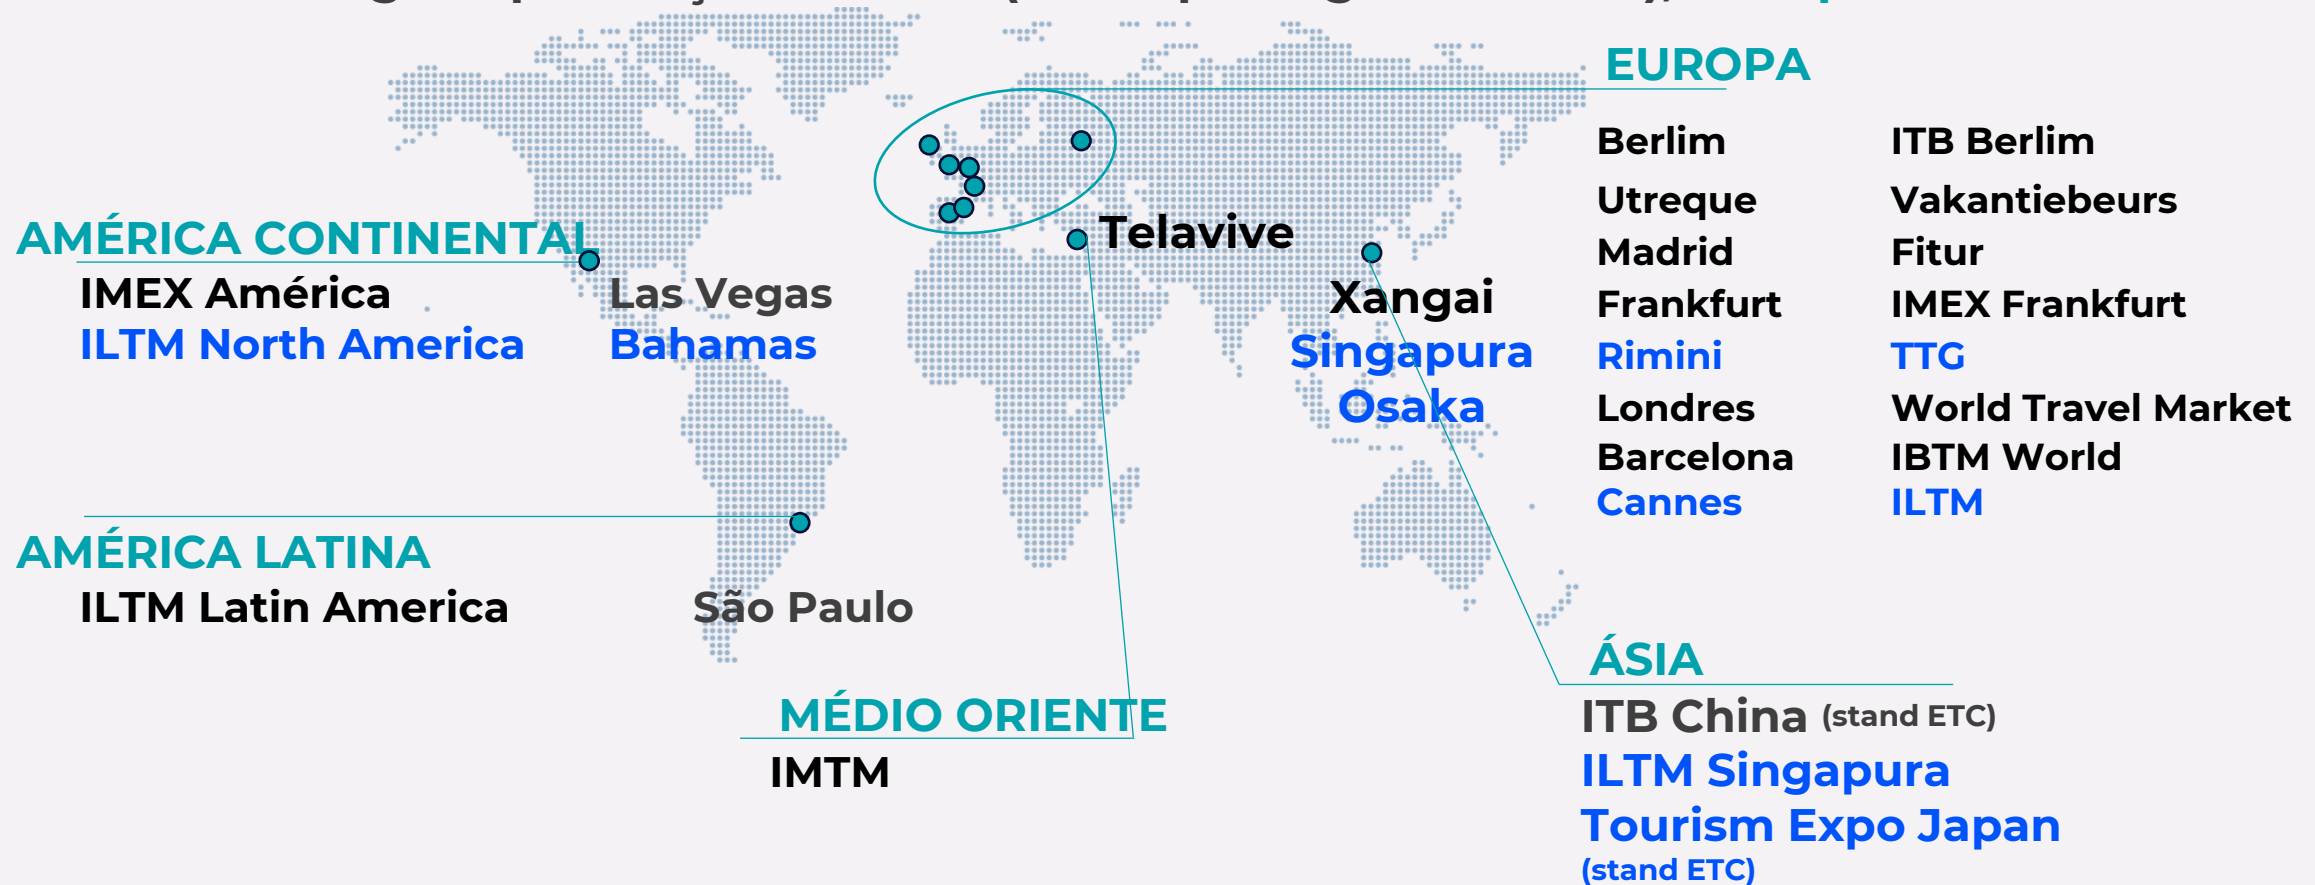 EUROPA
Berlim ITB Berlim
Utreque Vakantiebeurs
Madrid Fitur
Frankfurt IMEX Frankfurt
Rimini TTG
Londres World Travel Market
Barcelona IBTM World
Cannes ILTM
AMÉRICA CONTINENTAL
IMEX América Las Vegas
ILTM North America Bahamas
Telavive
Xangai
Singapura
Osaka
AMÉRICA LATINA
ILTM Latin America São Paulo
MÉDIO ORIENTE
IMTM
ÁSIA
ITB China (stand ETC)
ILTM Singapura
Tourism Expo Japan
(stand ETC)